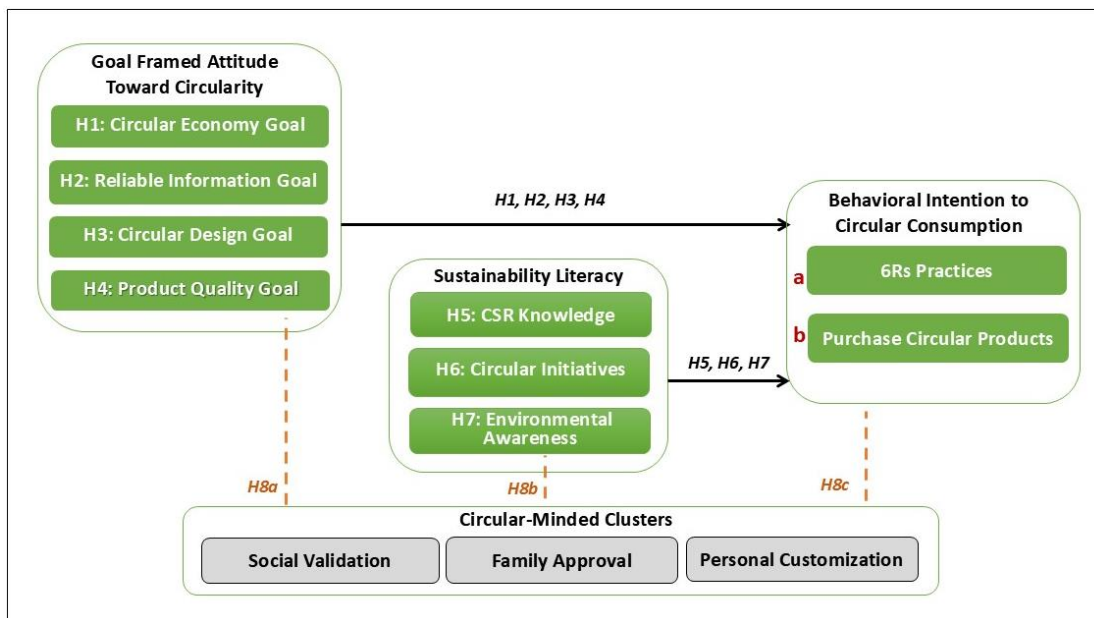 Goal Framed Attitude
Toward Circularity
H1: Circular Economy Goal
H2: Reliable Information Goal
H3: Circular Design Goal
H4: Product Quality Goal
H1, H2, H3, H4
Sustainability Literacy
H5: CSR Knowledge
H6: Circular Initiatives
H7: Environmental
Awareness
H5, H6, H7
Behavioral Intention to
Circular Consumption
a
6Rs Practices
b
Purchase Circular Products
H8a
H8b
H8c
Circular-Minded Clusters
Social Validation
Family Approval
Personal Customization